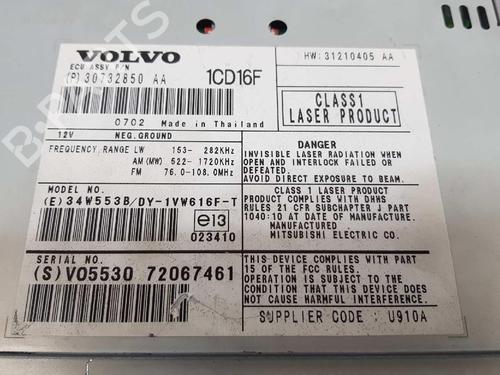 VOLVO
ECU ASSY P/N
(P) 30732850 AA
1CD16F
0702 Made in Thailand
12V NEG.GROUND
FREQUENCY RANGE LW 153- 282KHz
AM (MW) 522- 1720KHz
FM 76.0-108.0MHz
MODEL NO.
(E) 34W553B/DY-1VW616F-T
e13
023410
SERIAL NO.
(S) V05530 72067461
HW: 31210405 AA
CLASS1
LASER PRODUCT
DANGER
INVISIBLE LASER RADIATION WHEN
OPEN AND INTERLOCK FAILED OR
DEFEATED.
AVOID DIRECT EXPOSURE TO BEAM.
CLASS 1 LASER PRODUCT
PRODUCT COMPLIES WITH DHHS
RULES 21 CFR SUBCHAPTER J PART
1040:10 AT DATE OF MANUFACTURE.
MANUFACTURED
MITSUBISHI ELECTRIC CO.
THIS DEVICE COMPLIES WITH PART
15 OF THE FCC RULES.
OPERATION IS SUBJECT TO THE
CONDITION THAT THIS DEVICE DOES
NOT CAUSE HARMFUL INTERFERENCE.
SUPPLIER CODE : U910A